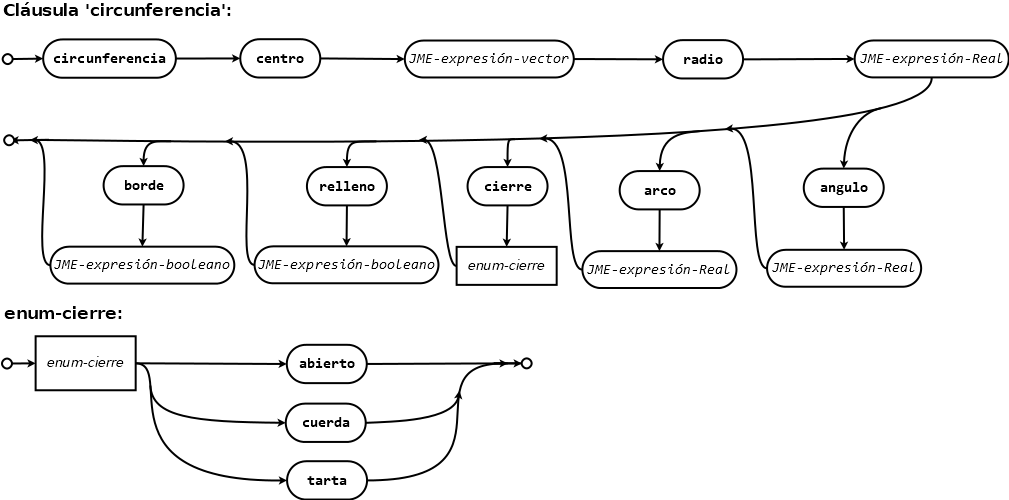 Cláusula 'circunferencia':
circunferencia centro JME-expresión-vector radio JME-expresión-Real
borde relleno cierre arco angulo
JME-expresión-booleano JME-expresión-booleano enum-cierre JME-expresión-Real JME-expresión-Real
enum-cierre:
enum-cierre abierto
cuerda
tarta